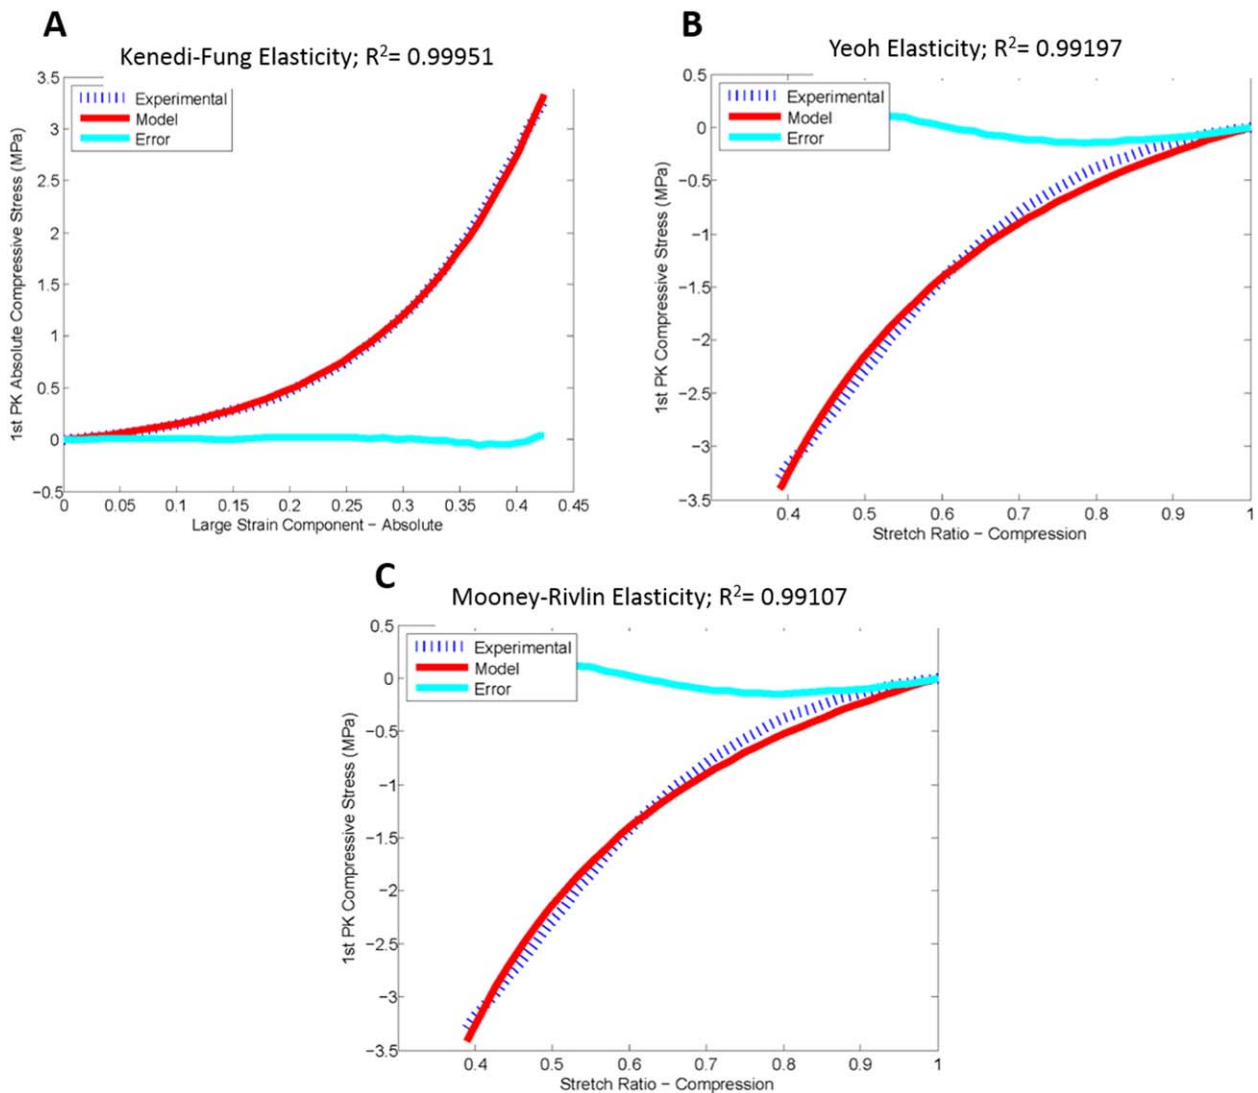 A
Kenedi-Fung Elasticity; R²= 0.99951
3.5
3
2.5
2
1.5
1
0.5
0
−0.5
1st PK Absolute Compressive Stress (MPa)
Experimental
Model
Error
0 0.05 0.1 0.15 0.2 0.25 0.3 0.35 0.4 0.45
Large Strain Component − Absolute
B
Yeoh Elasticity; R²= 0.99197
0.5
0
−0.5
−1
−1.5
−2
−2.5
−3
−3.5
1st PK Compressive Stress (MPa)
Experimental
Model
Error
0.4 0.5 0.6 0.7 0.8 0.9 1
Stretch Ratio − Compression
C
Mooney-Rivlin Elasticity; R²= 0.99107
0.5
0
−0.5
−1
−1.5
−2
−2.5
−3
−3.5
1st PK Compressive Stress (MPa)
Experimental
Model
Error
0.4 0.5 0.6 0.7 0.8 0.9 1
Stretch Ratio − Compression